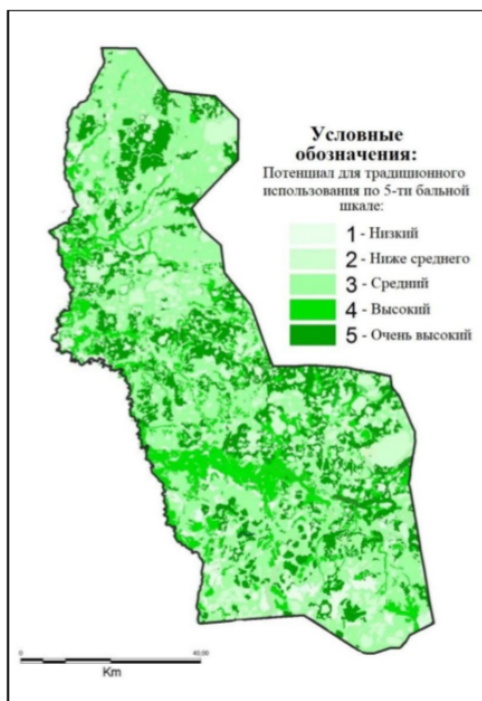 Условные
обозначения:
Потенциал для традиционного
использования по 5-ти бальной
шкале:
1 - Низкий
2 - Ниже среднего
3 - Средний
4 - Высокий
5 - Очень высокий
0 40,00
Km